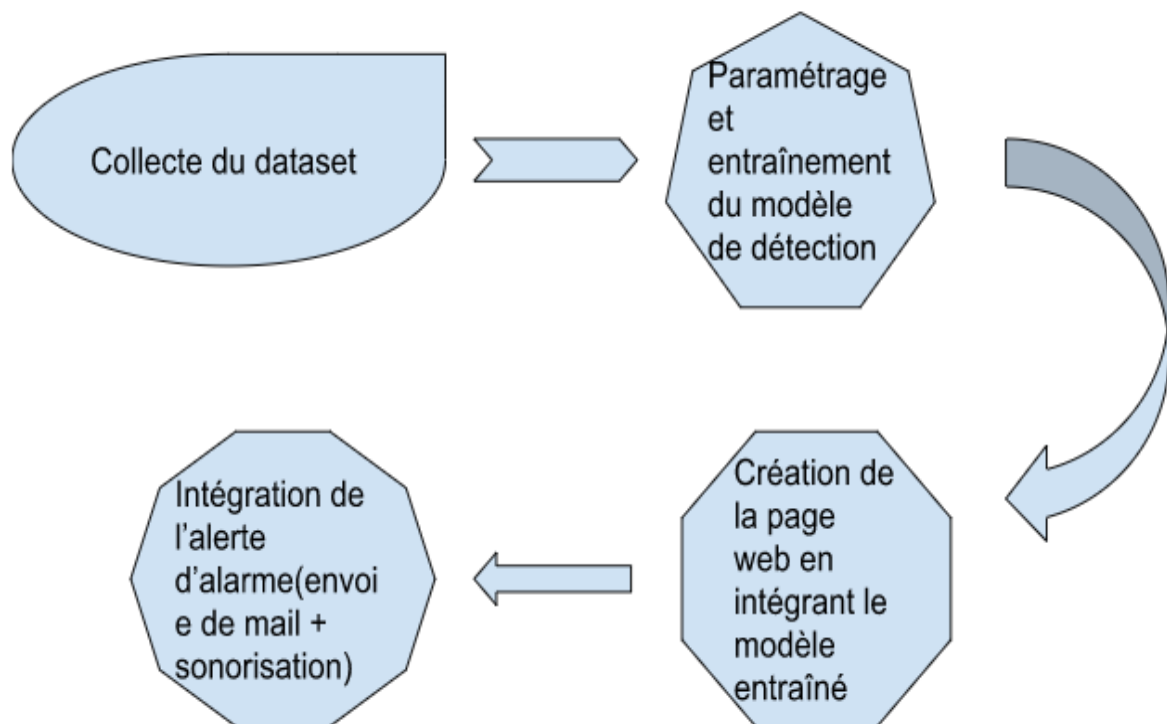 Collecte du dataset
Paramétrage
et
entraînement
du modèle
de détection
Création de
la page
web en
intégrant le
modèle
entraîné
Intégration de
l'alerte
d'alarme(envoi
e de mail +
sonorisation)